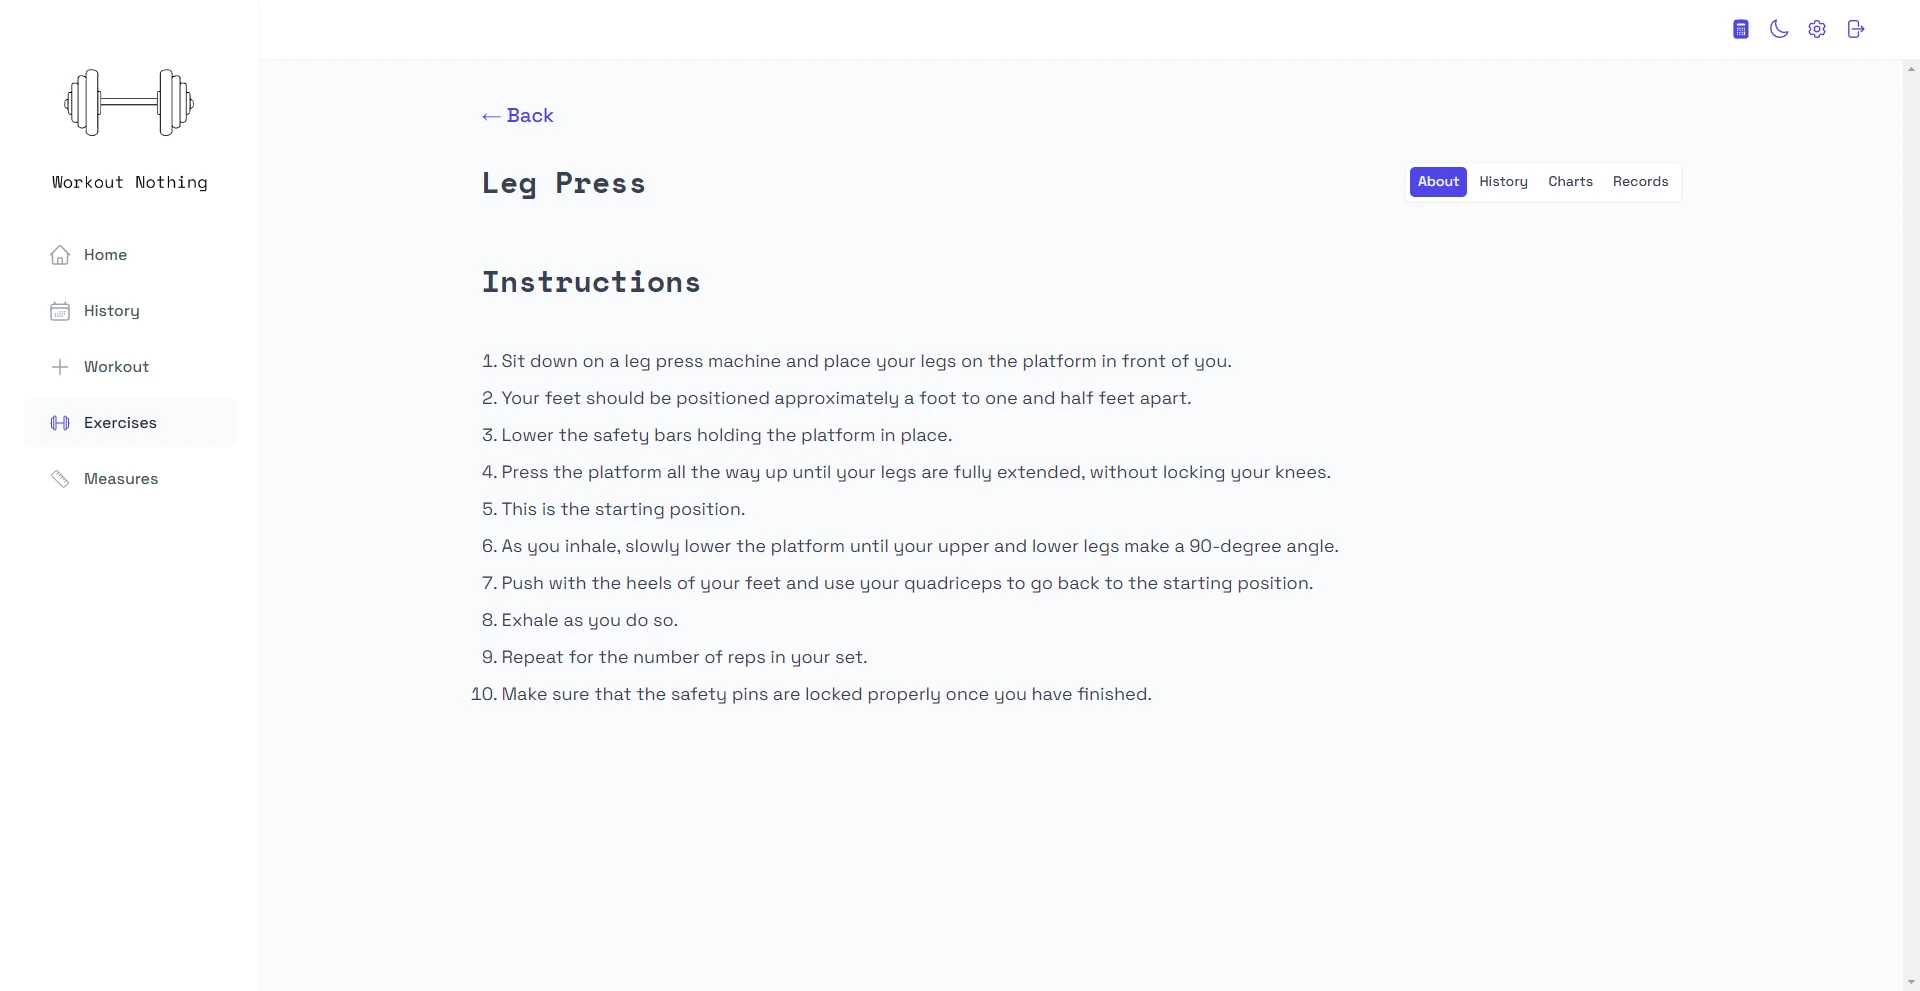 Workout Nothing
Home
History
Workout
Exercises
Measures
← Back
Leg Press
About History Charts Records
Instructions
1. Sit down on a leg press machine and place your legs on the platform in front of you.
2. Your feet should be positioned approximately a foot to one and half feet apart.
3. Lower the safety bars holding the platform in place.
4. Press the platform all the way up until your legs are fully extended, without locking your knees.
5. This is the starting position.
6. As you inhale, slowly lower the platform until your upper and lower legs make a 90-degree angle.
7. Push with the heels of your feet and use your quadriceps to go back to the starting position.
8. Exhale as you do so.
9. Repeat for the number of reps in your set.
10. Make sure that the safety pins are locked properly once you have finished.